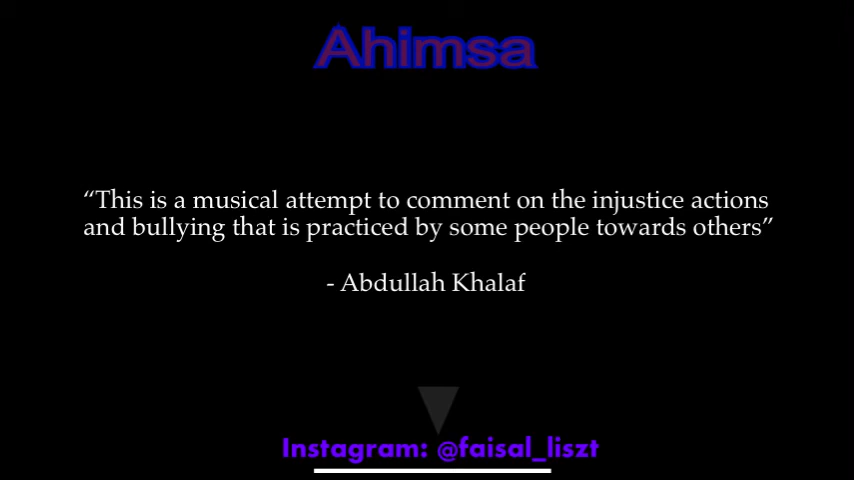 Ahimsa
“This is a musical attempt to comment on the injustice actions
and bullying that is practiced by some people towards others”
- Abdullah Khalaf
Instagram: @faisal_liszt